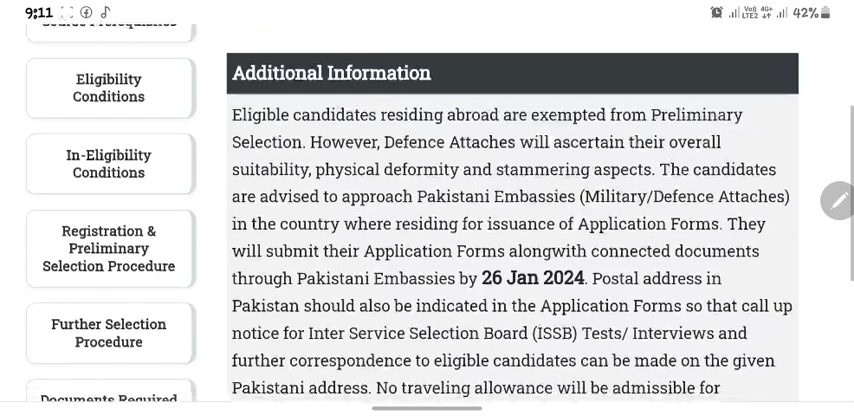 9:11
Vo)) 4G+
LTE2
42%
Eligibility
Conditions
In-Eligibility
Conditions
Registration &
Preliminary
Selection Procedure
Further Selection
Procedure
Documents Required
Additional Information
Eligible candidates residing abroad are exempted from Preliminary
Selection. However, Defence Attaches will ascertain their overall
suitability, physical deformity and stammering aspects. The candidates
are advised to approach Pakistani Embassies (Military/Defence Attaches)
in the country where residing for issuance of Application Forms. They
will submit their Application Forms alongwith connected documents
through Pakistani Embassies by 26 Jan 2024. Postal address in
Pakistan should also be indicated in the Application Forms so that call up
notice for Inter Service Selection Board (ISSB) Tests/ Interviews and
further correspondence to eligible candidates can be made on the given
Pakistani address. No traveling allowance will be admissible for